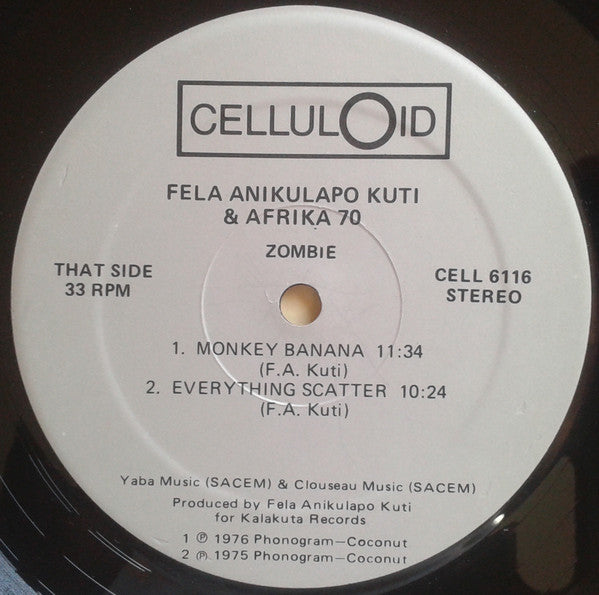 CELLULOID
FELA ANIKULAPO KUTI
& AFRIKA 70
ZOMBIE
THAT SIDE
33 RPM
CELL 6116
STEREO
1. MONKEY BANANA 11:34
(F.A. Kuti)
2. EVERYTHING SCATTER 10:24
(F.A. Kuti)
Yaba Music (SACEM) & Clouseau Music (SACEM)
Produced by Fela Anikulapo Kuti
for Kalakuta Records
1 ℗ 1976 Phonogram—Coconut
2 ℗ 1975 Phonogram—Coconut